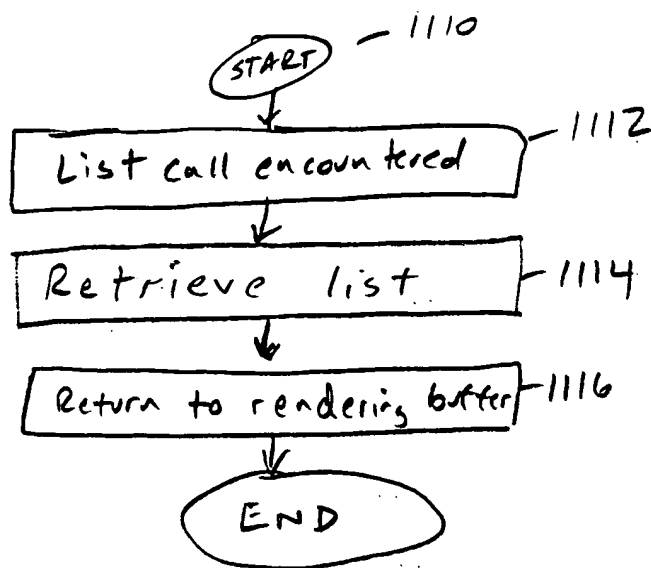 1110
START
1112
List call encountered
Retrieve list
1114
Return to rendering buffer
1116
END